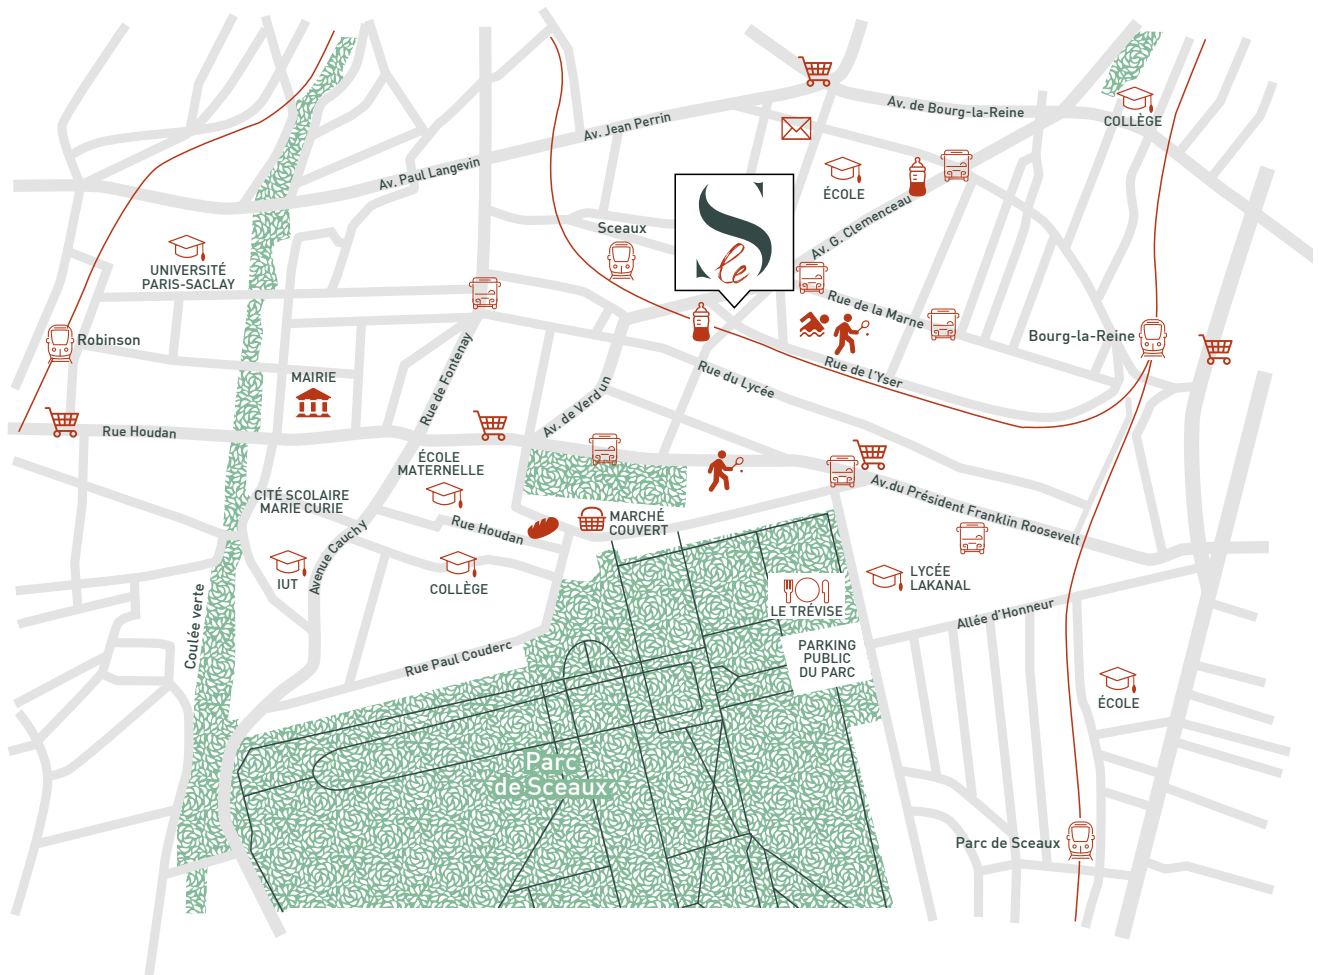 Av. de Bourg-la-Reine
COLLÈGE
Av. Jean Perrin
Av. Paul Langevin
ÉCOLE
Av. G. Clemenceau
Sceaux
S
le
UNIVERSITÉ
PARIS-SACLAY
Rue de la Marne
Robinson
Bourg-la-Reine
MAIRIE
Rue de Fontenay
Rue du Lycée
Rue de l'Yser
Av. de Verdun
Rue Houdan
ÉCOLE
MATERNELLE
CITÉ SCOLAIRE
MARIE CURIE
Av.du Président Franklin Roosevelt
Rue Houdan
MARCHÉ
COUVERT
Avenue Cauchy
IUT
COLLÈGE
LYCÉE
LAKANAL
LE TRÉVISE
Allée d'Honneur
Coulée verte
Rue Paul Couderc
PARKING
PUBLIC
DU PARC
ÉCOLE
Parc
de Sceaux
Parc de Sceaux